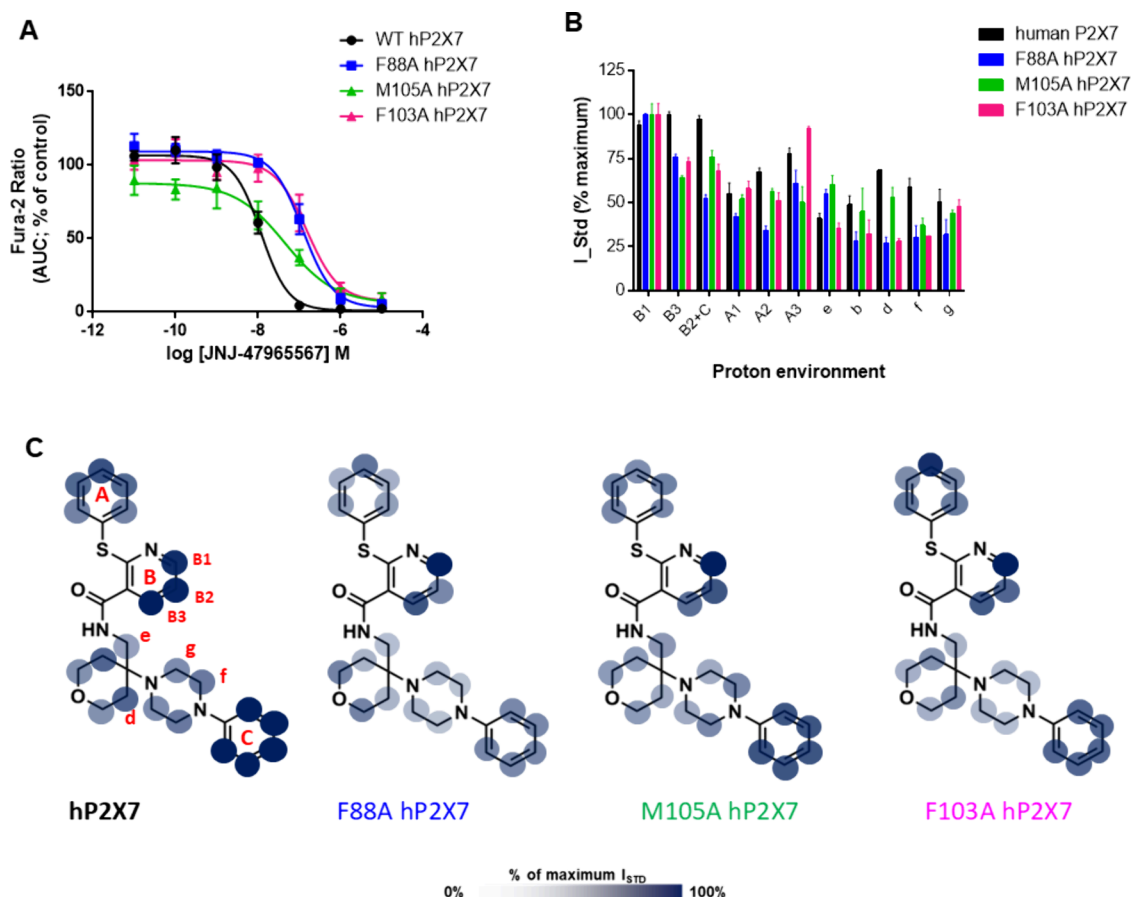 A
WT hP2X7
F88A hP2X7
M105A hP2X7
F103A hP2X7
Fura-2 Ratio
(AUC; % of control)
150
100
50
0
-12
-10
-8
-6
-4
log [JNJ-47965567] M
B
human P2X7
F88A hP2X7
M105A hP2X7
F103A hP2X7
I_Std (% maximum)
125
100
75
50
25
0
B1
B3
B2+C
A1
A2
A3
e
b
d
f
g
Proton environment
C
A
S
N
B1
B
B2
B3
O
HN
e
g
f
N
O
N
d
C
hP2X7
S
N
O
HN
N
O
N
F88A hP2X7
S
N
O
HN
N
O
N
M105A hP2X7
S
N
O
HN
N
O
N
F103A hP2X7
% of maximum ISTD
0%
100%